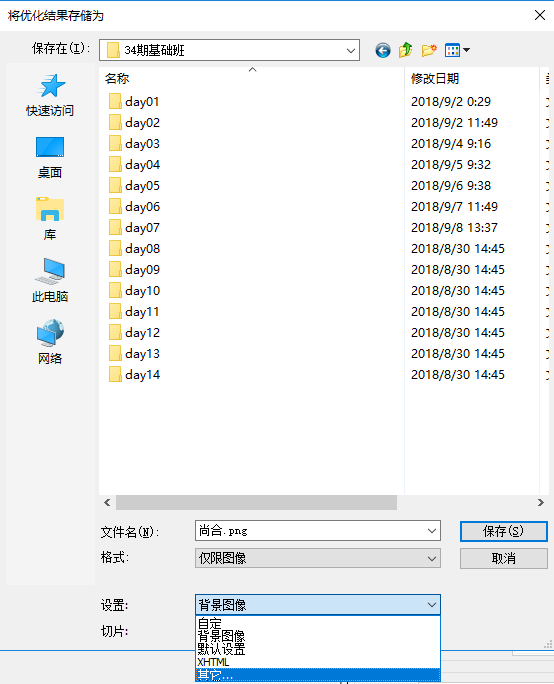 将优化结果存储为
保存在(I):
34期基础班
名称
修改日期
快速访问
桌面
库
此电脑
网络
day01 2018/9/2 0:29
day02 2018/9/2 11:49
day03 2018/9/4 9:16
day04 2018/9/5 9:32
day05 2018/9/6 9:38
day06 2018/9/7 11:49
day07 2018/9/8 13:37
day08 2018/8/30 14:45
day09 2018/8/30 14:45
day10 2018/8/30 14:45
day11 2018/8/30 14:45
day12 2018/8/30 14:45
day13 2018/8/30 14:45
day14 2018/8/30 14:45
文件名(N): 尚合.png 保存(S)
格式: 仅限图像 取消
设置: 背景图像
切片:
自定
背景图像
默认设置
XHTML
其它...